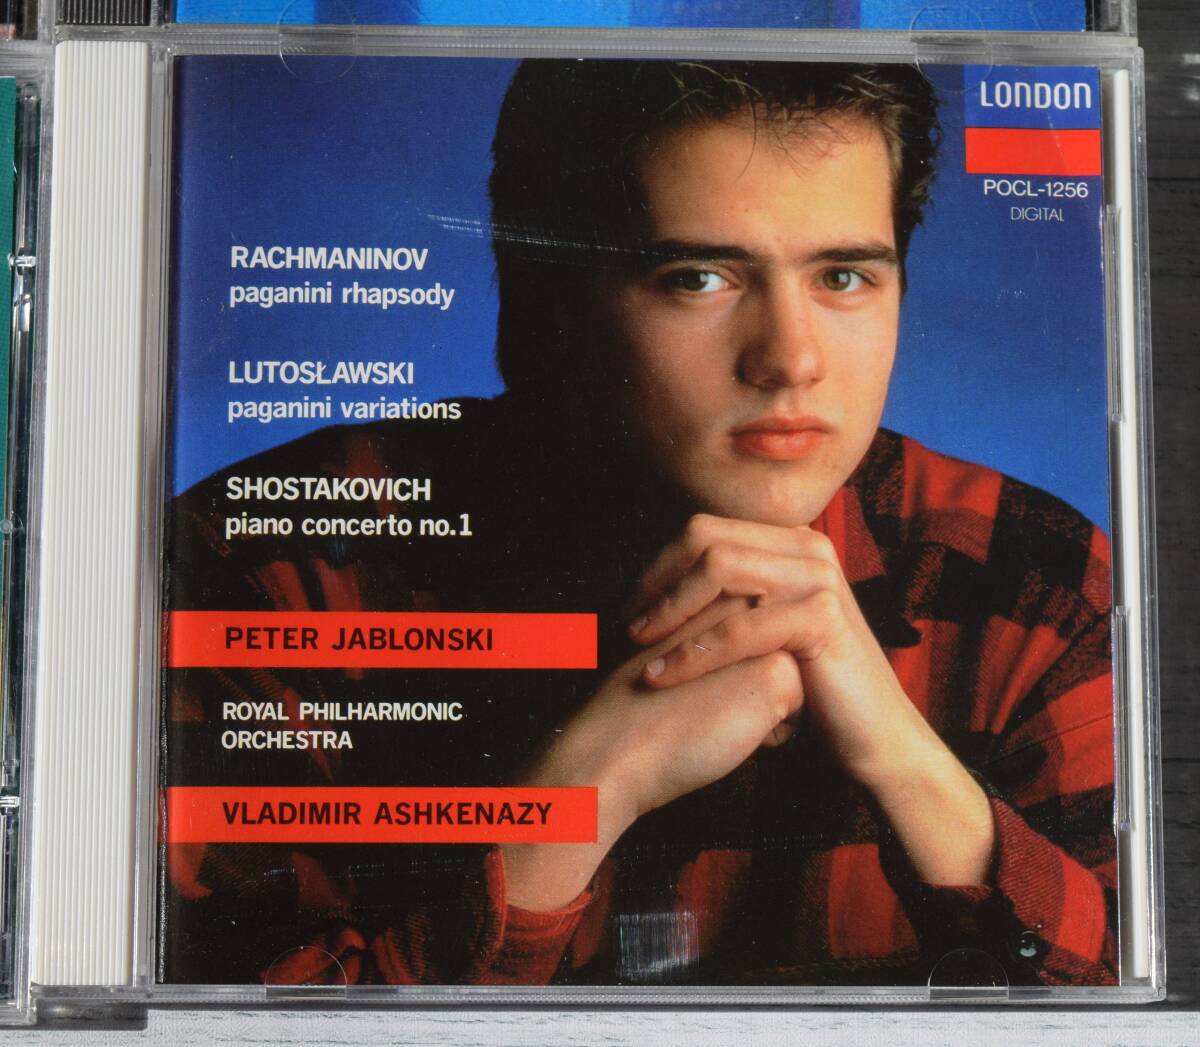 LONDON
POCL-1256
DIGITAL
RACHMANINOV
paganini rhapsody
LUTOSŁAWSKI
paganini variations
SHOSTAKOVICH
piano concerto no.1
PETER JABLONSKI
ROYAL PHILHARMONIC
ORCHESTRA
VLADIMIR ASHKENAZY